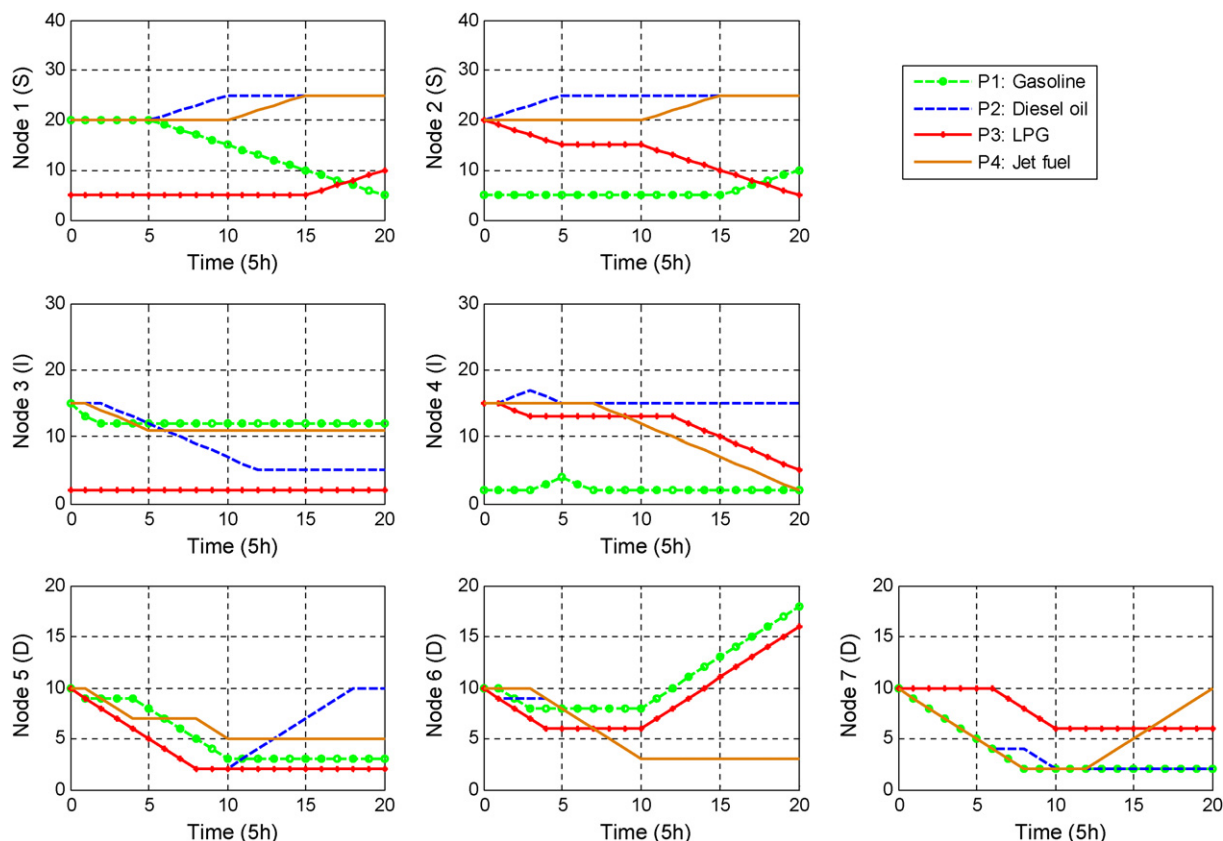 40
30
20
10
0
Node 1 (S)
0 5 10 15 20
Time (5h)
40
30
20
10
0
Node 2 (S)
0 5 10 15 20
Time (5h)
P1: Gasoline
P2: Diesel oil
P3: LPG
P4: Jet fuel
30
20
10
0
Node 3 (I)
0 5 10 15 20
Time (5h)
30
20
10
0
Node 4 (I)
0 5 10 15 20
Time (5h)
20
15
10
5
0
Node 5 (D)
0 5 10 15 20
Time (5h)
20
15
10
5
0
Node 6 (D)
0 5 10 15 20
Time (5h)
20
15
10
5
0
Node 7 (D)
0 5 10 15 20
Time (5h)